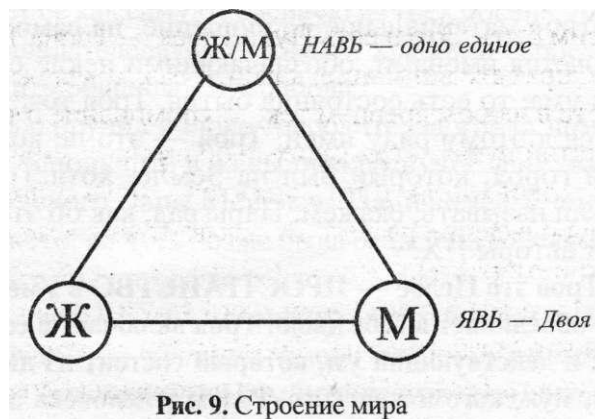 Ж/М
НАВЬ — одно единое
Ж
М
ЯВЬ — Двоя
Рис. 9. Строение мира